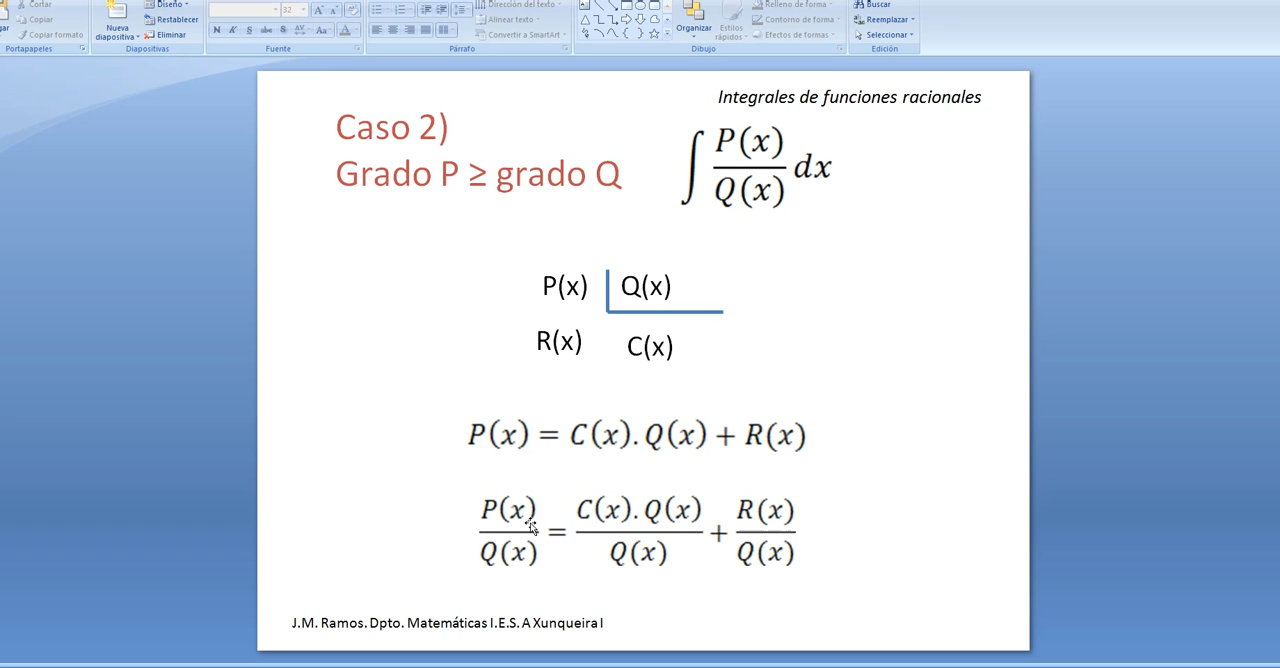 Cortar
Copiar
Copiar formato
Portapapeles
Nueva
diapositiva
Diseño
Restablecer
Eliminar
Diapositivas
32
Fuente
Dirección del texto
Alinear texto
Convertir a SmartArt
Párrafo
Organizar
Estilos
rápidos
Relleno de forma
Contorno de forma
Efectos de formas
Dibujo
Buscar
Reemplazar
Seleccionar
Edición
Integrales de funciones racionales
Caso 2)
Grado P ≥ grado Q
∫ P(x)/Q(x) dx
P(x) Q(x)
R(x) C(x)
P(x) = C(x). Q(x) + R(x)
P(x)/Q(x) = C(x). Q(x)/Q(x) + R(x)/Q(x)
J.M. Ramos. Dpto. Matemáticas I.E.S. A Xunqueira I